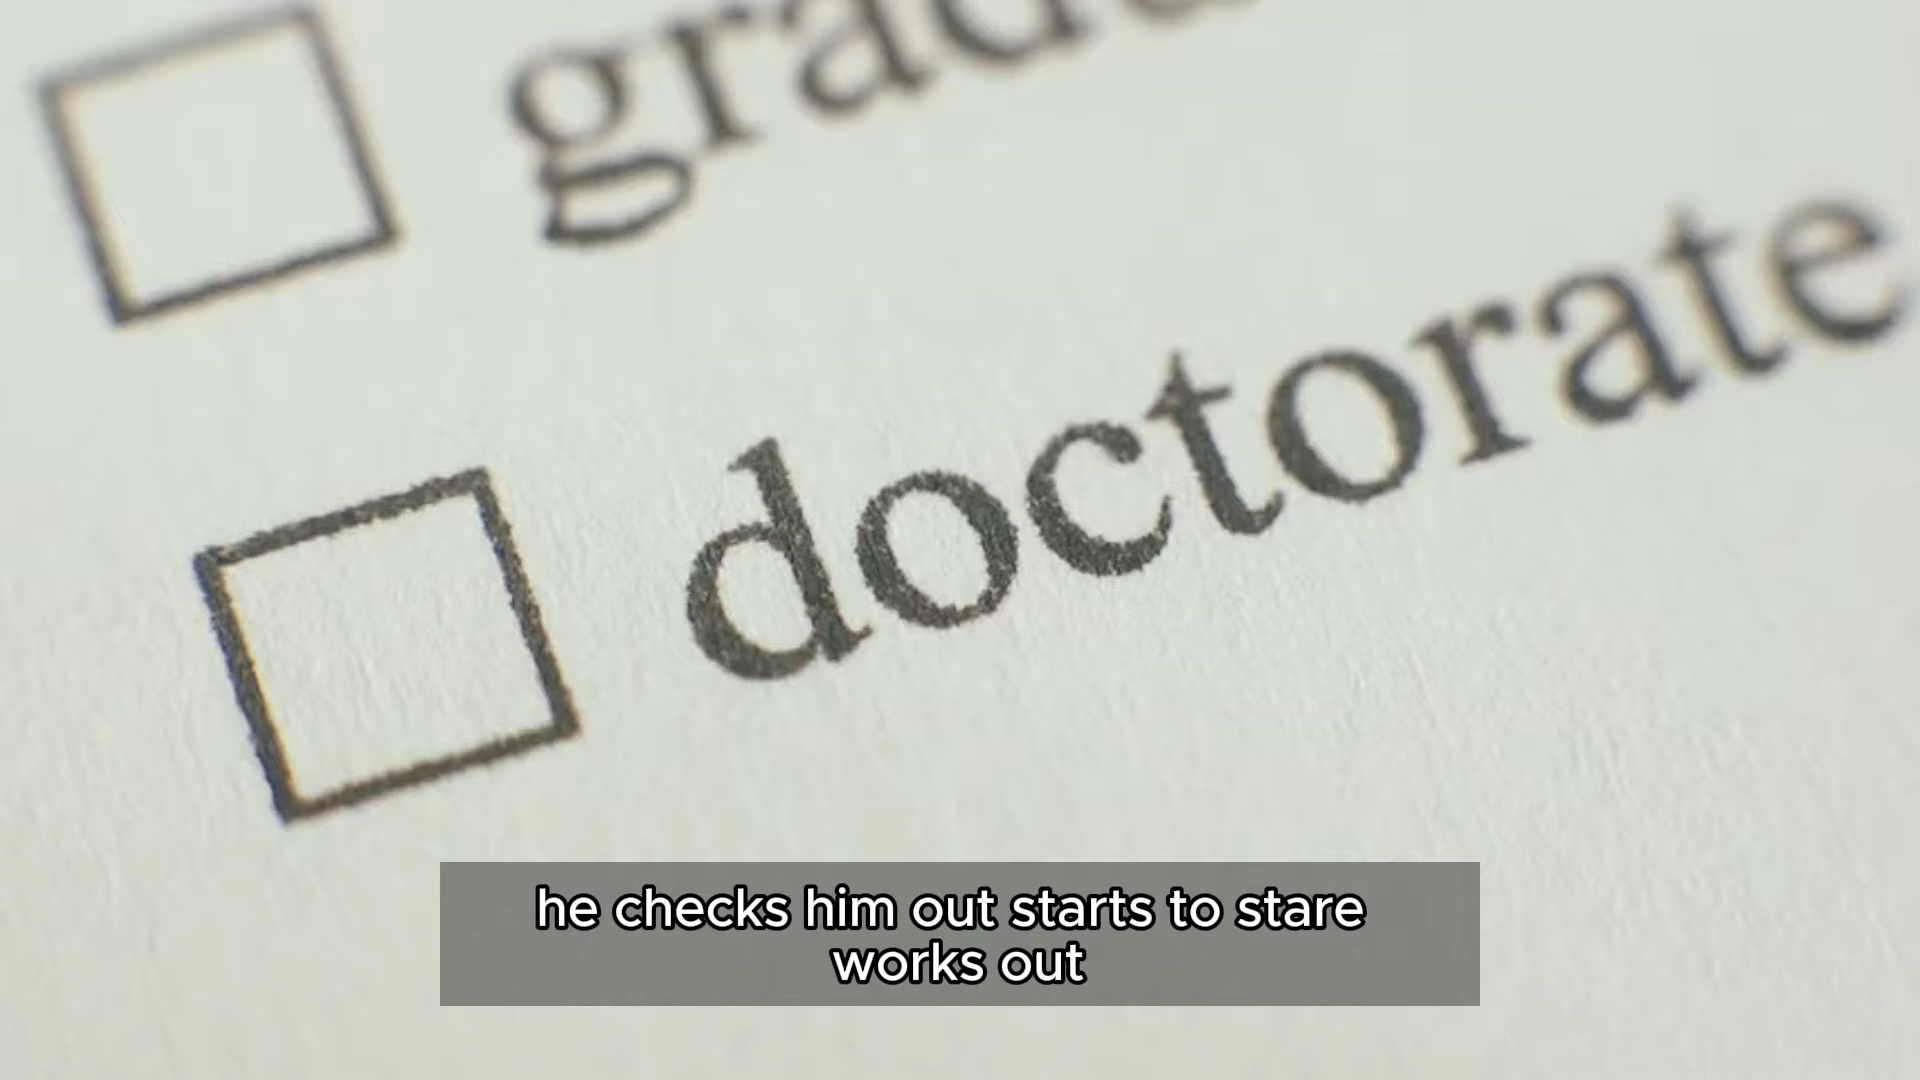 doctorate
he checks him out starts to stare
works out